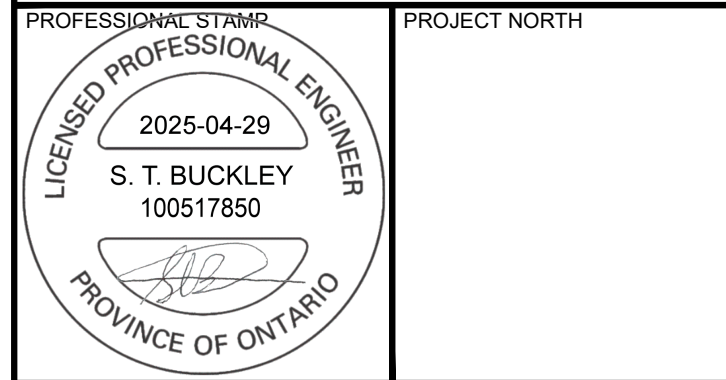 PROFESSIONAL STAMP
PROJECT NORTH
LICENSED PROFESSIONAL ENGINEER
2025-04-29
S. T. BUCKLEY
100517850
PROVINCE OF ONTARIO